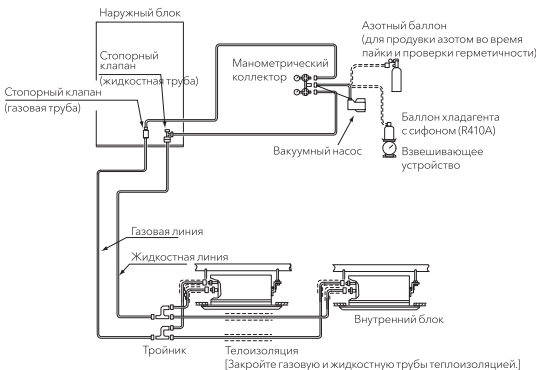 Наружный блок
Стопорный
клапан
(жидкостная труба)
Стопорный клапан
(газовая труба)
Манометрический
коллектор
Азотный баллон
(для продувки азотом во время
пайки и проверки герметичности)
Баллон хладагента
с сифоном (R410A)
Взвешивающее
устройство
Вакуумный насос
Газовая линия
Жидкостная линия
Внутренний блок
Тройник
Телоизоляция
[Закройте газовую и жидкостную трубы теплоизоляцией.]